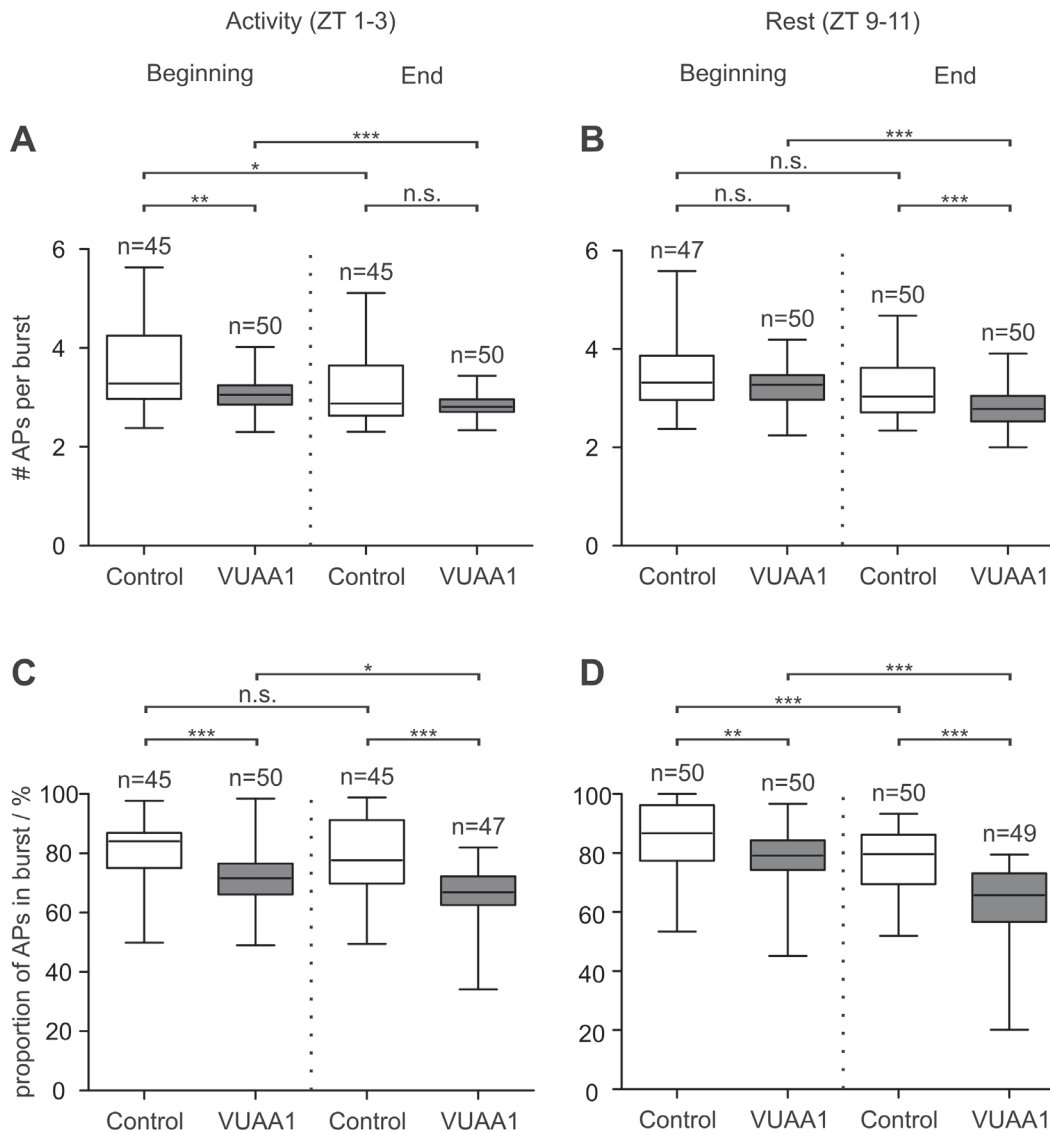 Activity (ZT 1-3) Rest (ZT 9-11)
Beginning End Beginning End
A B
*** ***
* n.s.
** n.s. n.s. ***
n=45 n=50 n=45 n=50
n=47 n=50 n=50 n=50
# APs per burst
6
4
2
0
6
4
2
0
Control VUAA1 Control VUAA1 Control VUAA1 Control VUAA1
C D
* ***
n.s. ***
*** *** ** ***
n=45 n=50 n=45 n=47
n=50 n=50 n=50 n=49
proportion of APs in burst / %
100
80
60
40
20
0
100
80
60
40
20
0
Control VUAA1 Control VUAA1 Control VUAA1 Control VUAA1